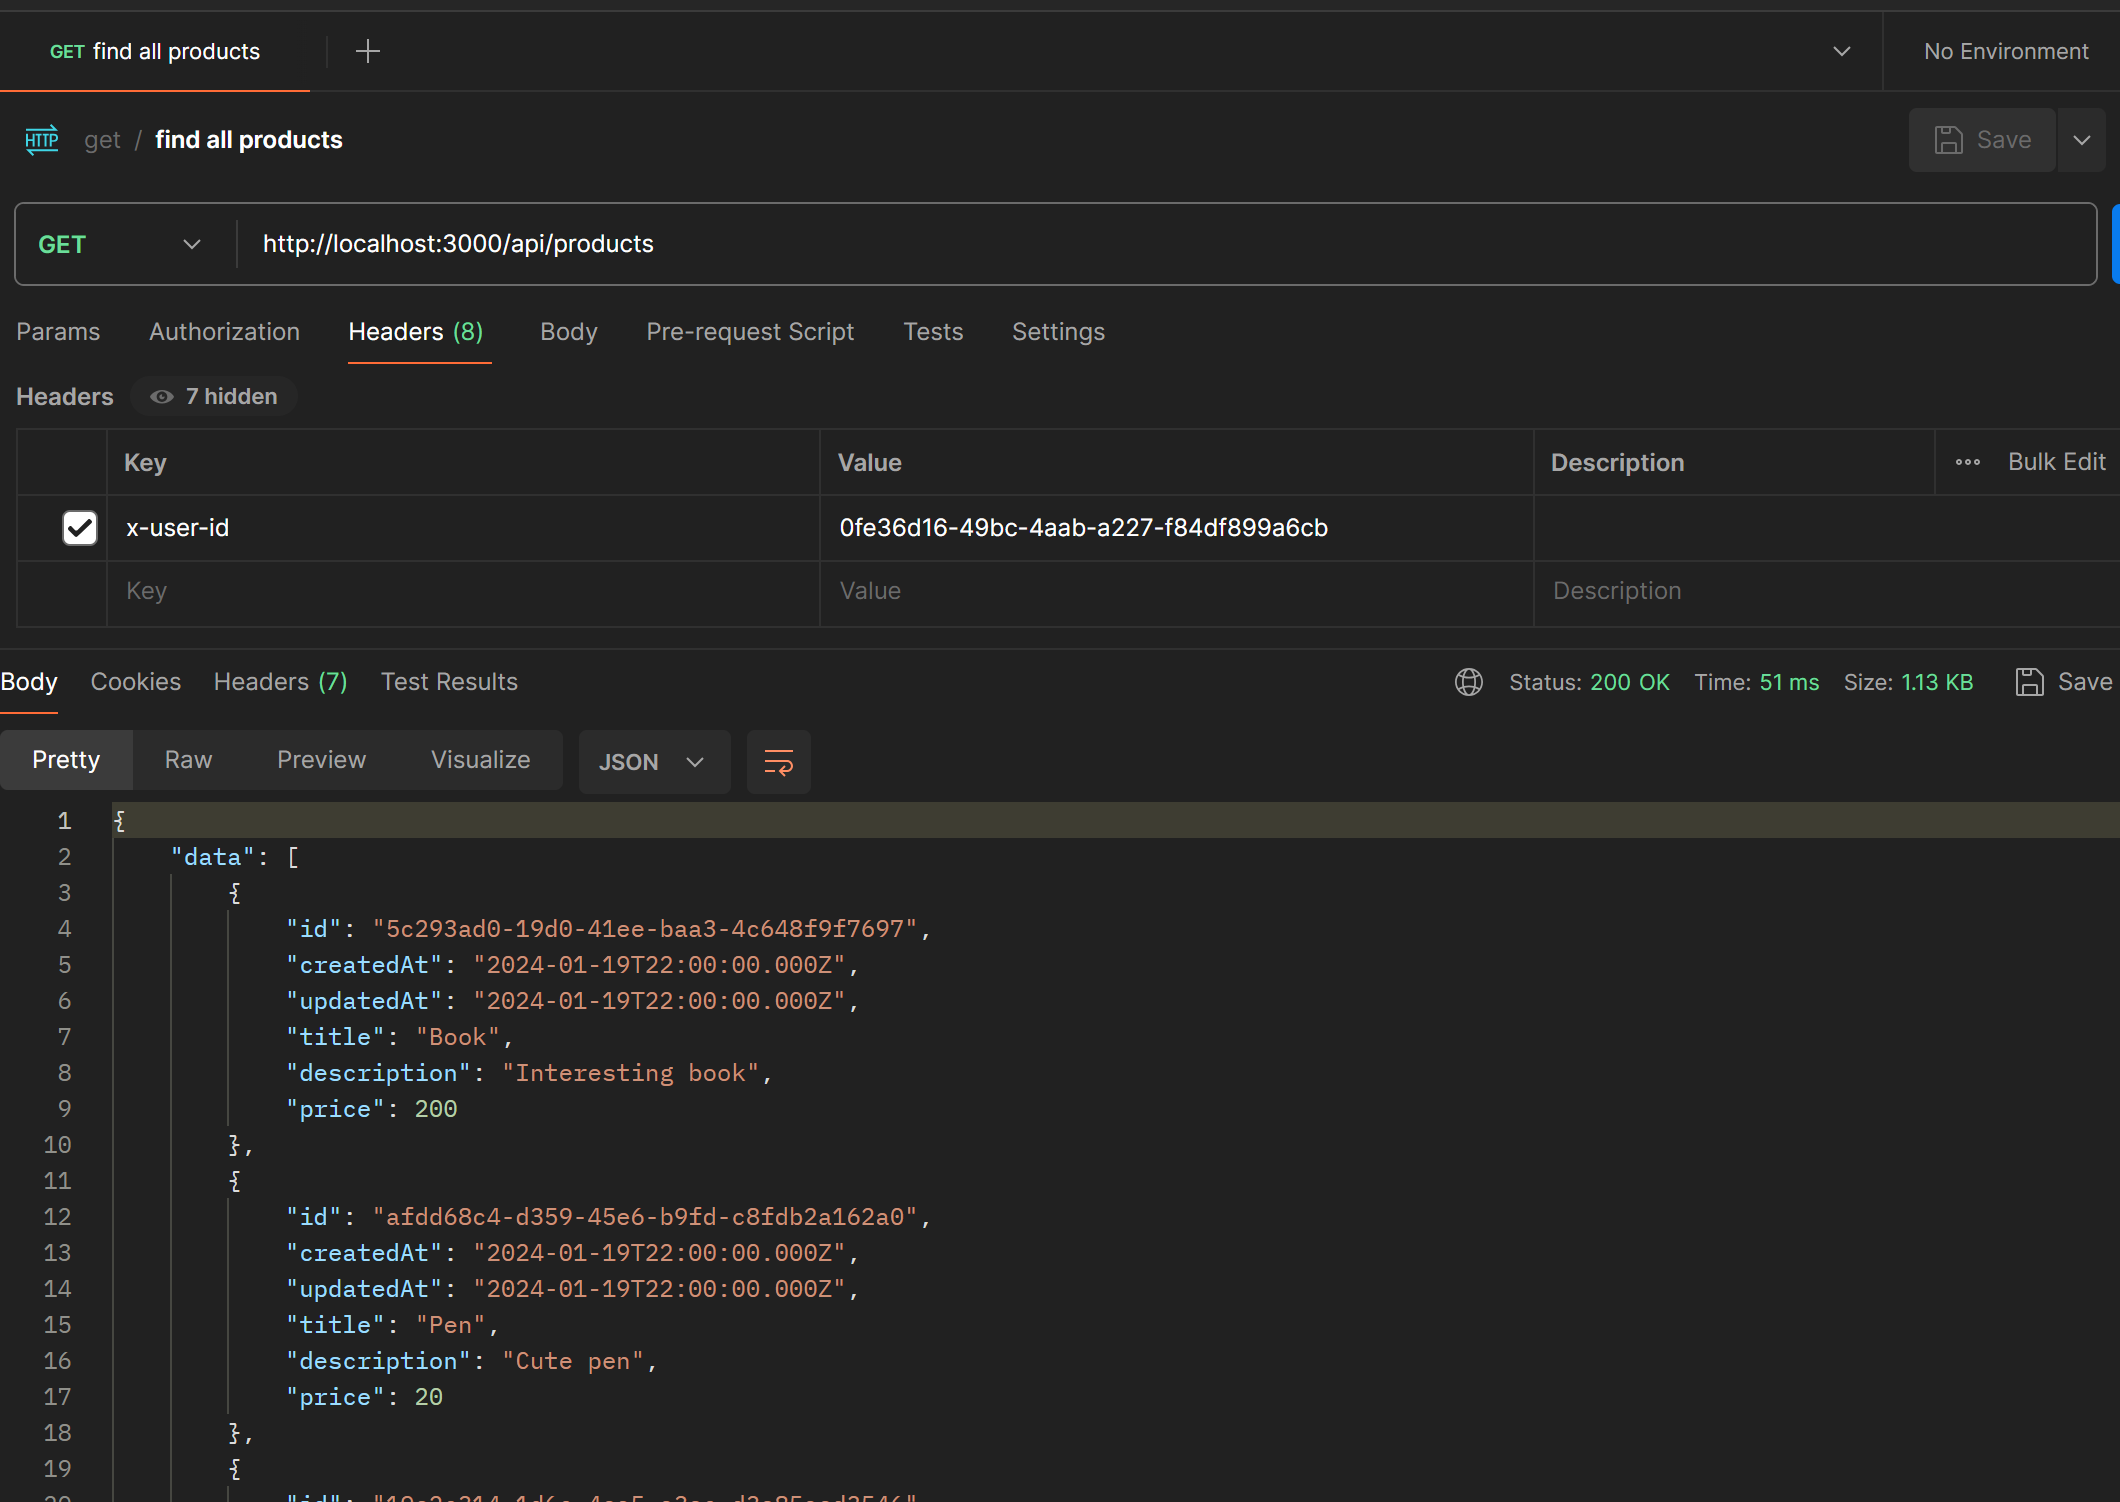 GET find all products
No Environment
HTTP get / find all products
Save
GET http://localhost:3000/api/products
Params Authorization Headers (8) Body Pre-request Script Tests Settings
Headers 7 hidden
Key Value Description Bulk Edit
x-user-id 0fe36d16-49bc-4aab-a227-f84df899a6cb
Key Value Description
Body Cookies Headers (7) Test Results Status: 200 OK Time: 51 ms Size: 1.13 KB Save
Pretty Raw Preview Visualize JSON
1 {
2 "data": [
3 {
4 "id": "5c293ad0-19d0-41ee-baa3-4c648f9f7697",
5 "createdAt": "2024-01-19T22:00:00.000Z",
6 "updatedAt": "2024-01-19T22:00:00.000Z",
7 "title": "Book",
8 "description": "Interesting book",
9 "price": 200
10 },
11 {
12 "id": "afdd68c4-d359-45e6-b9fd-c8fdb2a162a0",
13 "createdAt": "2024-01-19T22:00:00.000Z",
14 "updatedAt": "2024-01-19T22:00:00.000Z",
15 "title": "Pen",
16 "description": "Cute pen",
17 "price": 20
18 },
19 {
20 "id":